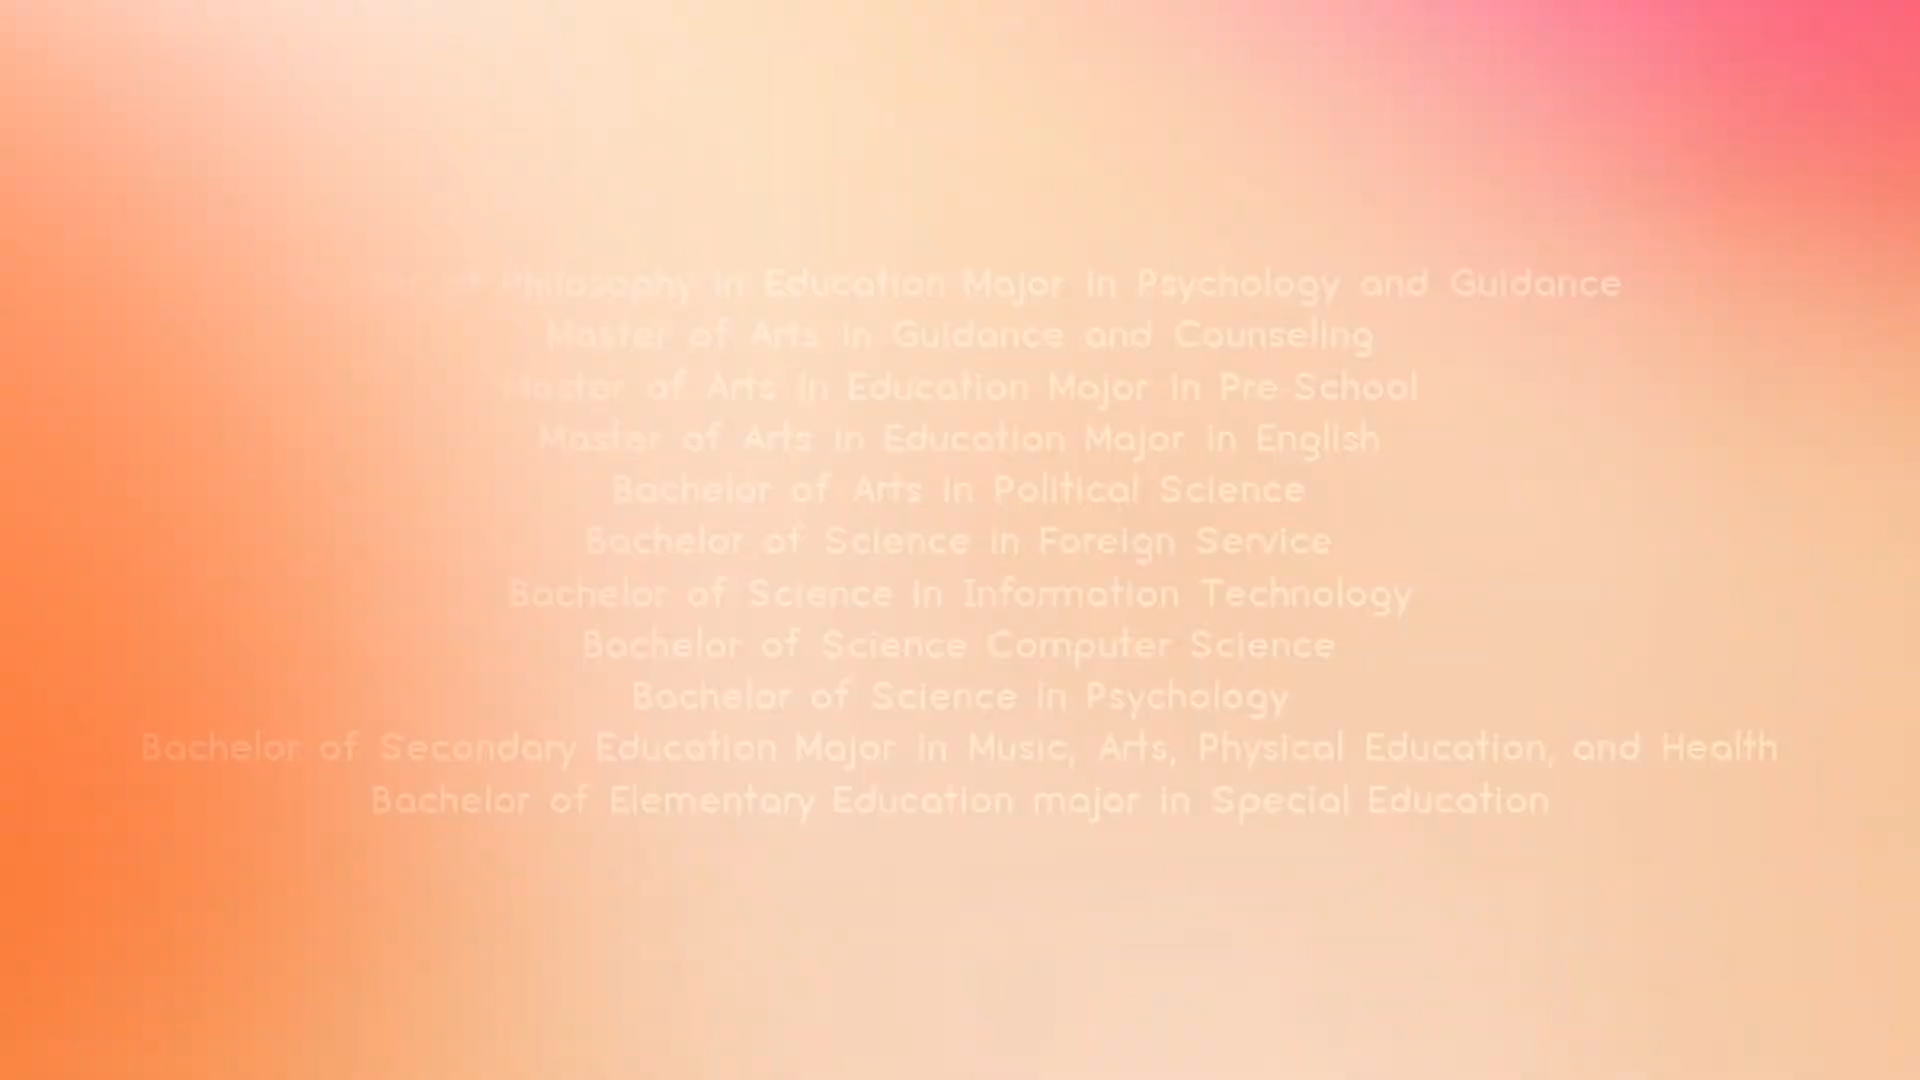 of Philosophy in Education Major in Psychology and Guidance
Master of Arts in Guidance and Counseling
Master of Arts in Education Major in Pre School
Master of Arts in Education Major in English
Bachelor of Arts in Political Science
Bachelor of Science in Foreign Service
Bachelor of Science in Information Technology
Bachelor of Science Computer Science
Bachelor of Science in Psychology
Bachelor of Secondary Education Major in Music, Arts, Physical Education, and Health
Bachelor of Elementary Education major in Special Education